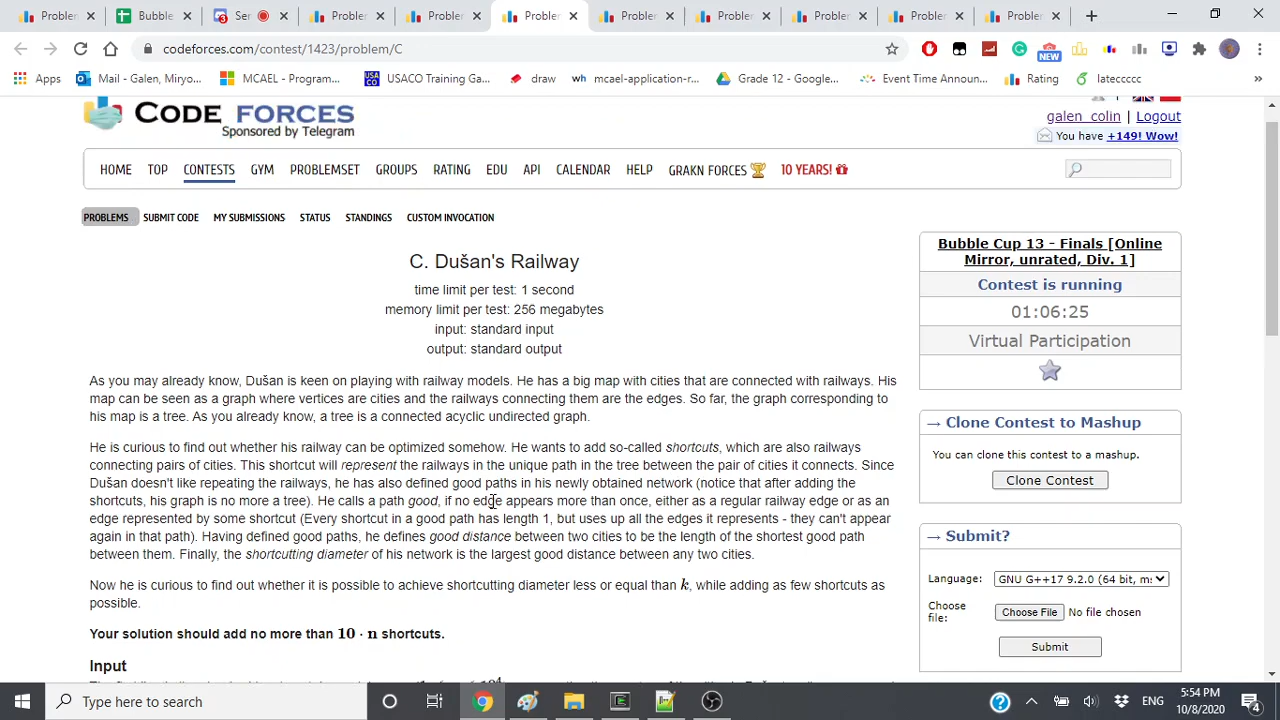 Problem
Bubble
Ser
Problem
Problem
Problem
Problem
Problem
Problem
Problem
Problem
codeforces.com/contest/1423/problem/C
NEW
Apps
Mail - Galen, Miryo...
MCAEL - Program...
USACO Training Ga...
draw
wh mcael-application-r...
Grade 12 - Google...
Event Time Announ...
Rating
lateccccc
»
CODE FORCES
Sponsored by Telegram
galen_colin | Logout
You have +149! Wow!
HOME TOP CONTESTS GYM PROBLEMSET GROUPS RATING EDU API CALENDAR HELP GRAKN FORCES 10 YEARS!
PROBLEMS SUBMIT CODE MY SUBMISSIONS STATUS STANDINGS CUSTOM INVOCATION
C. Dušan's Railway
time limit per test: 1 second
memory limit per test: 256 megabytes
input: standard input
output: standard output
As you may already know, Dušan is keen on playing with railway models. He has a big map with cities that are connected with railways. His
map can be seen as a graph where vertices are cities and the railways connecting them are the edges. So far, the graph corresponding to
his map is a tree. As you already know, a tree is a connected acyclic undirected graph.
He is curious to find out whether his railway can be optimized somehow. He wants to add so-called shortcuts, which are also railways
connecting pairs of cities. This shortcut will represent the railways in the unique path in the tree between the pair of cities it connects. Since
Dušan doesn't like repeating the railways, he has also defined good paths in his newly obtained network (notice that after adding the
shortcuts, his graph is no more a tree). He calls a path good, if no edge appears more than once, either as a regular railway edge or as an
edge represented by some shortcut (Every shortcut in a good path has length 1, but uses up all the edges it represents - they can't appear
again in that path). Having defined good paths, he defines good distance between two cities to be the length of the shortest good path
between them. Finally, the shortcutting diameter of his network is the largest good distance between any two cities.
Now he is curious to find out whether it is possible to achieve shortcutting diameter less or equal than k, while adding as few shortcuts as
possible.
Your solution should add no more than 10 · n shortcuts.
Input
Bubble Cup 13 - Finals [Online
Mirror, unrated, Div. 1]
Contest is running
01:06:25
Virtual Participation
→ Clone Contest to Mashup
You can clone this contest to a mashup.
Clone Contest
→ Submit?
Language: GNU G++17 9.2.0 (64 bit, ms
Choose
file:
Choose File No file chosen
Submit
Type here to search
ENG
5:54 PM
10/8/2020
4